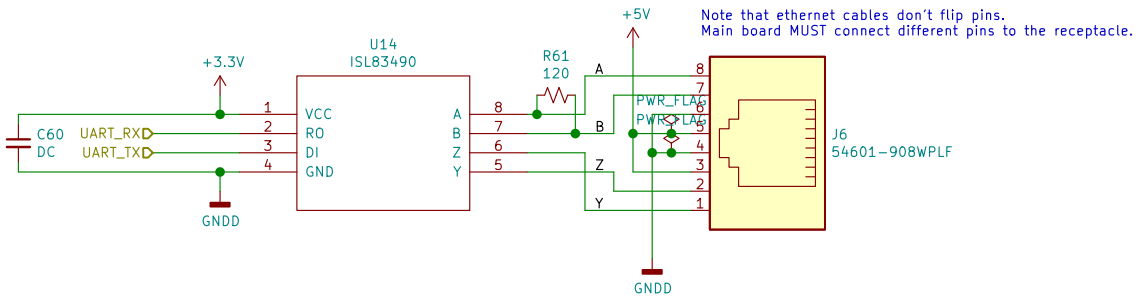 Note that ethernet cables don't flip pins.
Main board MUST connect different pins to the receptacle.
+5V
U14
ISL83490
+3.3V
R61
120
A
8
7
PWR_FLAG
6
PWR_FLAG
5
4
3
2
1
B
Z
Y
J6
54601-908WPLF
1
VCC
A
8
2
RO
B
7
3
DI
Z
6
4
GND
Y
5
C60
DC
UART_RX
UART_TX
GNDD
GNDD